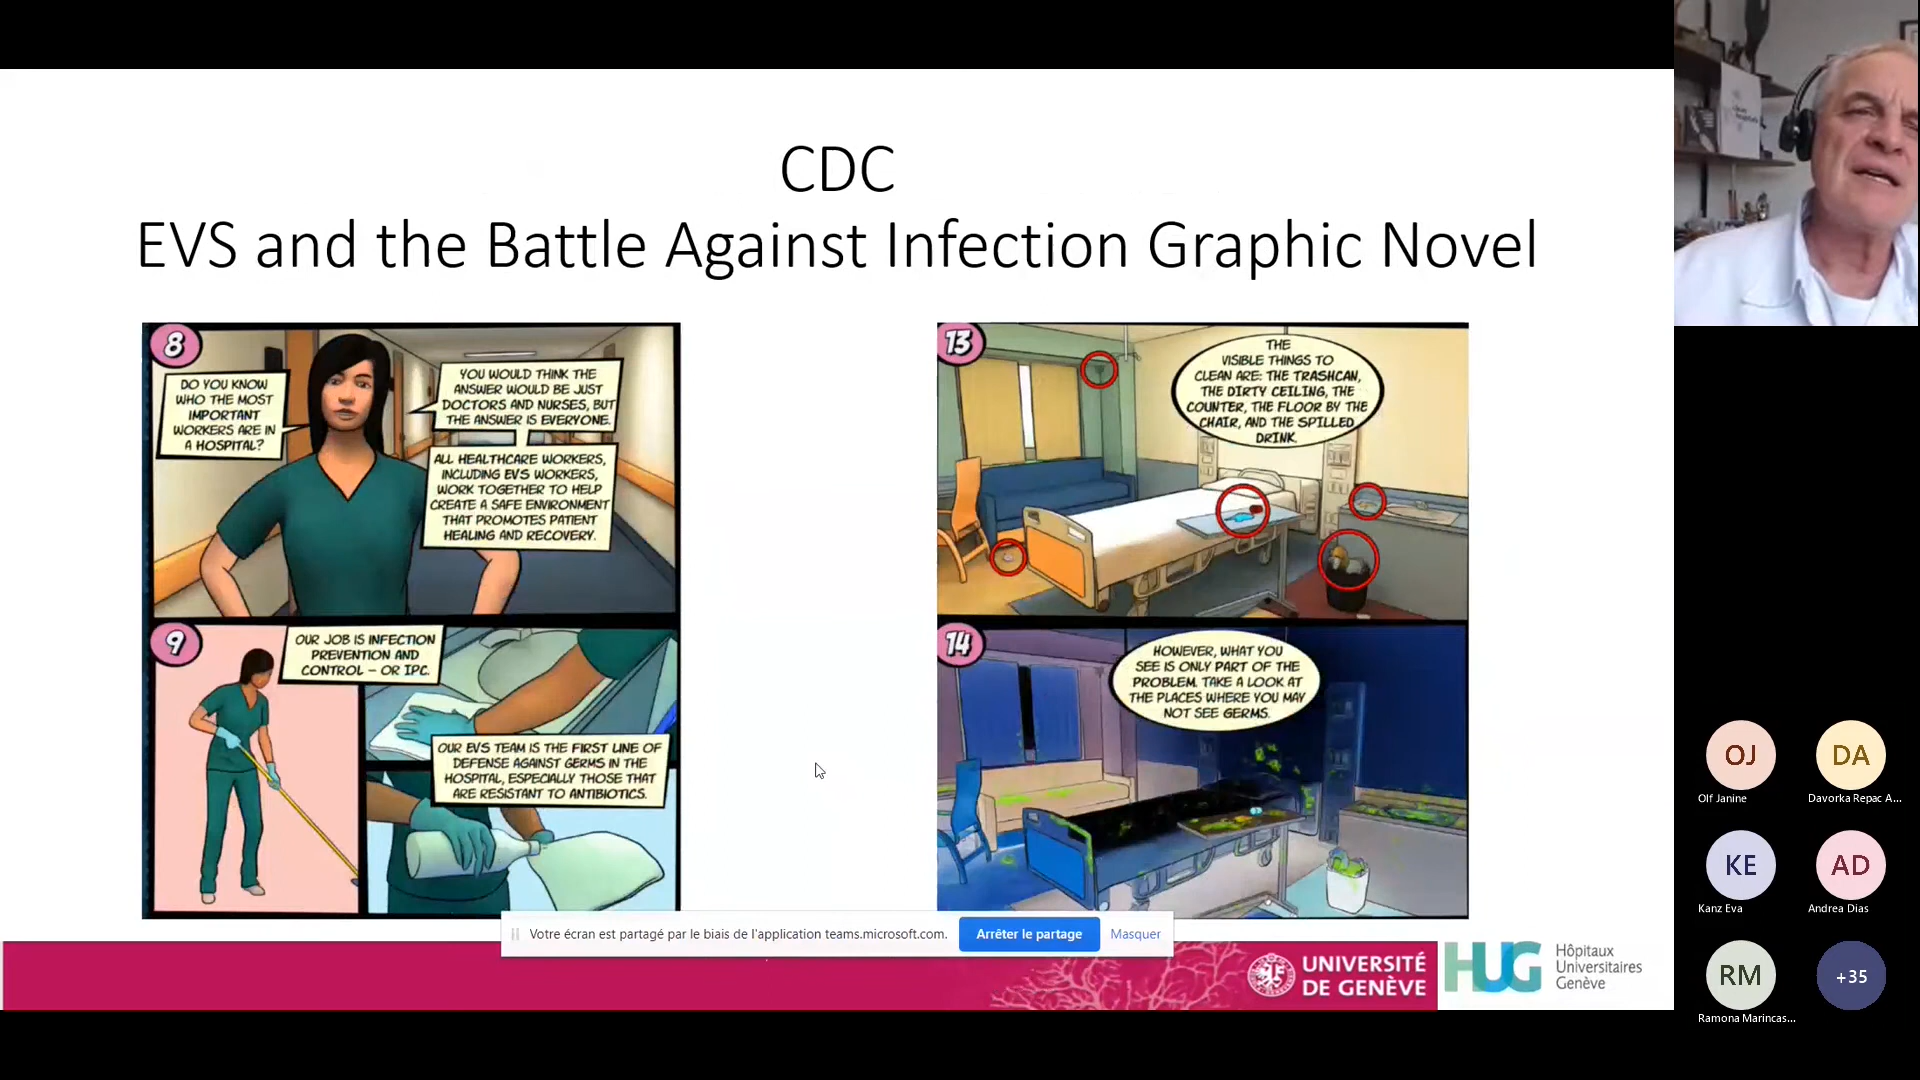 CDC
EVS and the Battle Against Infection Graphic Novel
8
DO YOU KNOW
WHO THE MOST
IMPORTANT
WORKERS ARE IN
A HOSPITAL?
YOU WOULD THINK THE
ANSWER WOULD BE JUST
DOCTORS AND NURSES, BUT
THE ANSWER IS EVERYONE.
ALL HEALTHCARE WORKERS,
INCLUDING EVS WORKERS,
WORK TOGETHER TO HELP
CREATE A SAFE ENVIRONMENT
THAT PROMOTES PATIENT
HEALING AND RECOVERY.
9
OUR JOB IS INFECTION
PREVENTION AND
CONTROL – OR IPC.
OUR EVS TEAM IS THE FIRST LINE OF
DEFENSE AGAINST GERMS IN THE
HOSPITAL, ESPECIALLY THOSE THAT
ARE RESISTANT TO ANTIBIOTICS.
13
THE
VISIBLE THINGS TO
CLEAN ARE: THE TRASHCAN,
THE DIRTY CEILING, THE
COUNTER, THE FLOOR BY THE
CHAIR, AND THE SPILLED
DRINK.
14
HOWEVER, WHAT YOU
SEE IS ONLY PART OF THE
PROBLEM. TAKE A LOOK AT
THE PLACES WHERE YOU MAY
NOT SEE GERMS.
Votre écran est partagé par le biais de l'application teams.microsoft.com.
Arrêter le partage
Masquer
UNIVERSITÉ
DE GENÈVE
HUG
Hôpitaux
Universitaires
Genève
OJ
Olf Janine
DA
Davorka Repac A...
KE
Kanz Eva
AD
Andrea Dias
RM
Ramona Marincas...
+35